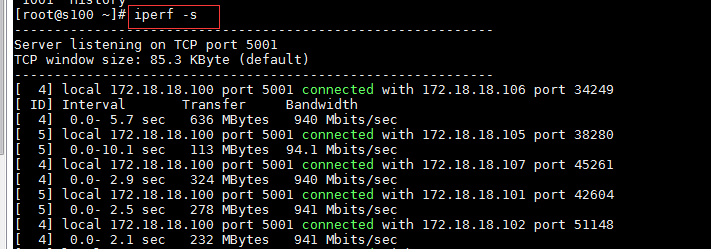 1001  history
[root@s100 ~]# iperf -s
------------------------------------------------------------
Server listening on TCP port 5001
TCP window size: 85.3 KByte (default)
------------------------------------------------------------
[  4] local 172.18.18.100 port 5001 connected with 172.18.18.106 port 34249
[ ID] Interval       Transfer     Bandwidth
[  4]  0.0- 5.7 sec   636 MBytes   940 Mbits/sec
[  5] local 172.18.18.100 port 5001 connected with 172.18.18.105 port 38280
[  5]  0.0-10.1 sec   113 MBytes  94.1 Mbits/sec
[  4] local 172.18.18.100 port 5001 connected with 172.18.18.107 port 45261
[  4]  0.0- 2.9 sec   324 MBytes   940 Mbits/sec
[  5] local 172.18.18.100 port 5001 connected with 172.18.18.101 port 42604
[  5]  0.0- 2.5 sec   278 MBytes   941 Mbits/sec
[  4] local 172.18.18.100 port 5001 connected with 172.18.18.102 port 51148
[  4]  0.0- 2.1 sec   232 MBytes   941 Mbits/sec